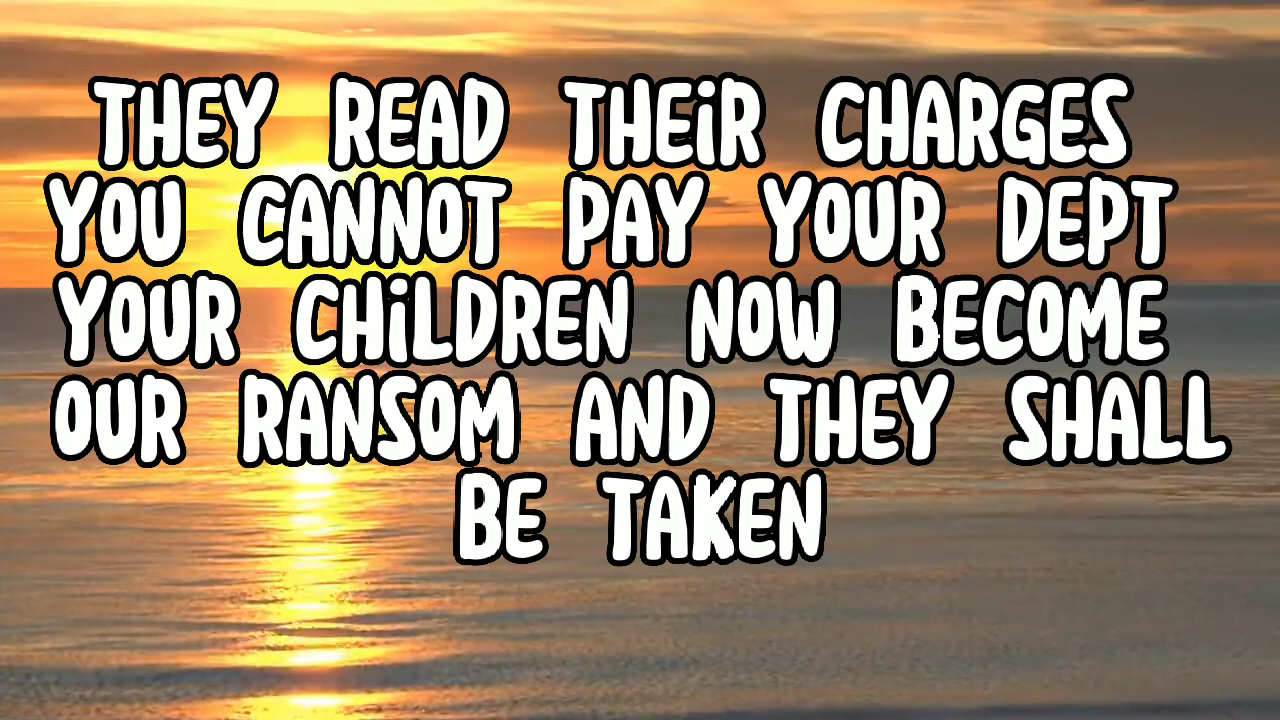 THEY READ THEiR CHARGES
YOU CANNOT PAY YOUR DEPT
YOUR CHiLDREN NOW BECOME
OUR RANSOM AND THEY SHALL
BE TAKEN